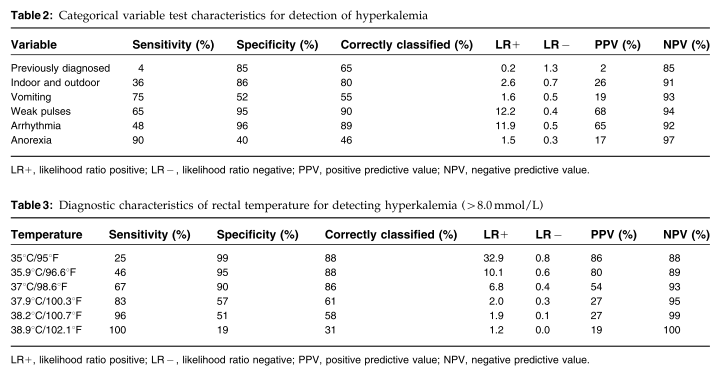 Table 2: Categorical variable test characteristics for detection of hyperkalemia
Variable Sensitivity (%) Specificity (%) Correctly classified (%) LR+ LR− PPV (%) NPV (%)
Previously diagnosed 4 85 65 0.2 1.3 2 85
Indoor and outdoor 36 86 80 2.6 0.7 26 91
Vomiting 75 52 55 1.6 0.5 19 93
Weak pulses 65 95 90 12.2 0.4 68 94
Arrhythmia 48 96 89 11.9 0.5 65 92
Anorexia 90 40 46 1.5 0.3 17 97
LR+, likelihood ratio positive; LR−, likelihood ratio negative; PPV, positive predictive value; NPV, negative predictive value.
Table 3: Diagnostic characteristics of rectal temperature for detecting hyperkalemia (>8.0 mmol/L)
Temperature Sensitivity (%) Specificity (%) Correctly classified (%) LR+ LR− PPV (%) NPV (%)
35°C/95°F 25 99 88 32.9 0.8 86 88
35.9°C/96.6°F 46 95 88 10.1 0.6 80 89
37°C/98.6°F 67 90 86 6.8 0.4 54 93
37.9°C/100.3°F 83 57 61 2.0 0.3 27 95
38.2°C/100.7°F 96 51 58 1.9 0.1 27 99
38.9°C/102.1°F 100 19 31 1.2 0.0 19 100
LR+, likelihood ratio positive; LR−, likelihood ratio negative; PPV, positive predictive value; NPV, negative predictive value.